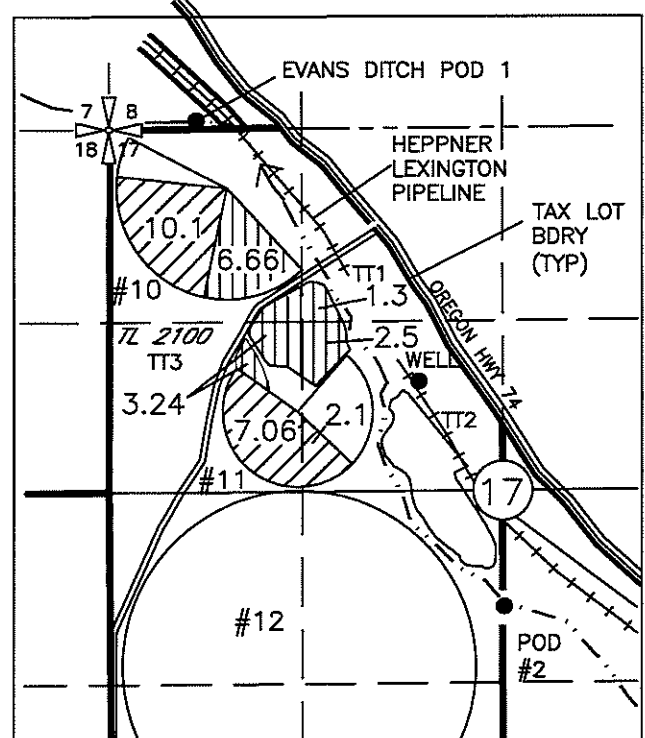 EVANS DITCH POD 1
7 8
18 17
HEPPNER
LEXINGTON
PIPELINE
TAX LOT
BDRY
(TYP)
10.1
6.66
#10
TT1
1.3
OREGON HWY 74
TL 2100
TT3
2.5
WELL
3.24
7.06
2.1
TT2
#11
17
#12
POD
#2